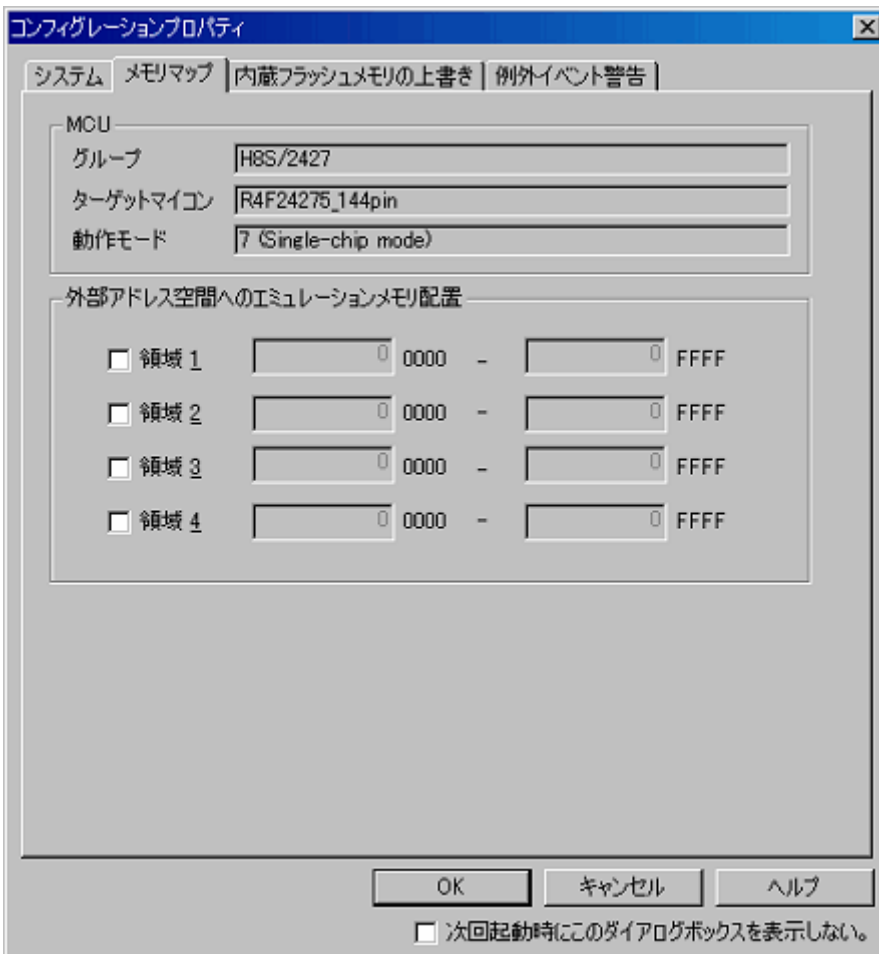 コンフィグレーションプロパティ
システム メモリマップ 内蔵フラッシュメモリの上書き 例外イベント警告
MCU
グループ H8S/2427
ターゲットマイコン R4F24275_144pin
動作モード 7 (Single-chip mode)
外部アドレス空間へのエミュレーションメモリ配置
領域 1 0 0000 - 0 FFFF
領域 2 0 0000 - 0 FFFF
領域 3 0 0000 - 0 FFFF
領域 4 0 0000 - 0 FFFF
OK キャンセル ヘルプ
次回起動時にこのダイアログボックスを表示しない。